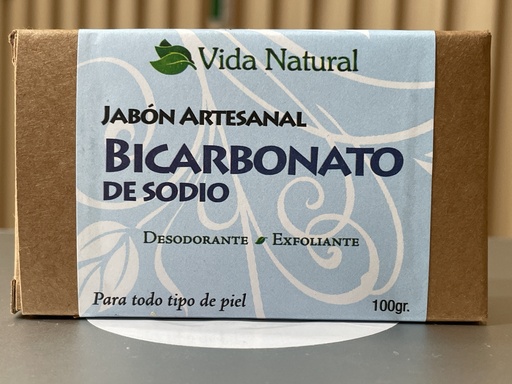 Vida Natural
JABÓN ARTESANAL
BICARBONATO
DE SODIO
DESODORANTE EXFOLIANTE
Para todo tipo de piel
100gr.